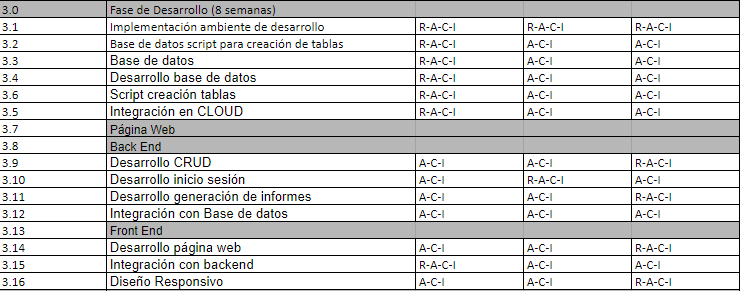 3.0 Fase de Desarrollo (8 semanas)
3.1 Implementación ambiente de desarrollo R-A-C-I R-A-C-I R-A-C-I
3.2 Base de datos script para creación de tablas R-A-C-I A-C-I A-C-I
3.3 Base de datos R-A-C-I A-C-I A-C-I
3.4 Desarrollo base de datos R-A-C-I A-C-I A-C-I
3.6 Script creación tablas R-A-C-I A-C-I A-C-I
3.5 Integración en CLOUD R-A-C-I A-C-I A-C-I
3.7 Página Web
3.8 Back End
3.9 Desarrollo CRUD A-C-I A-C-I R-A-C-I
3.10 Desarrollo inicio sesión A-C-I R-A-C-I A-C-I
3.11 Desarrollo generación de informes A-C-I A-C-I R-A-C-I
3.12 Integración con Base de datos A-C-I A-C-I A-C-I
3.13 Front End
3.14 Desarrollo página web A-C-I A-C-I R-A-C-I
3.15 Integración con backend R-A-C-I A-C-I A-C-I
3.16 Diseño Responsivo A-C-I A-C-I R-A-C-I